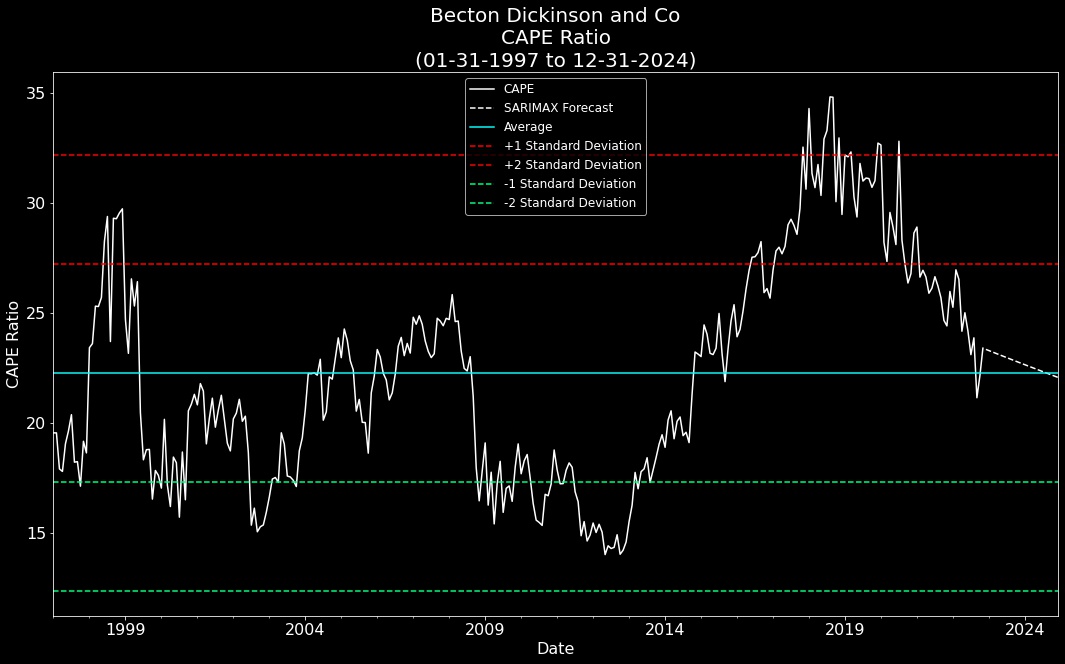 Becton Dickinson and Co
CAPE Ratio
(01-31-1997 to 12-31-2024)
CAPE
SARIMAX Forecast
Average
+1 Standard Deviation
+2 Standard Deviation
-1 Standard Deviation
-2 Standard Deviation
35
30
25
20
15
CAPE Ratio
1999
2004
2009
2014
2019
2024
Date